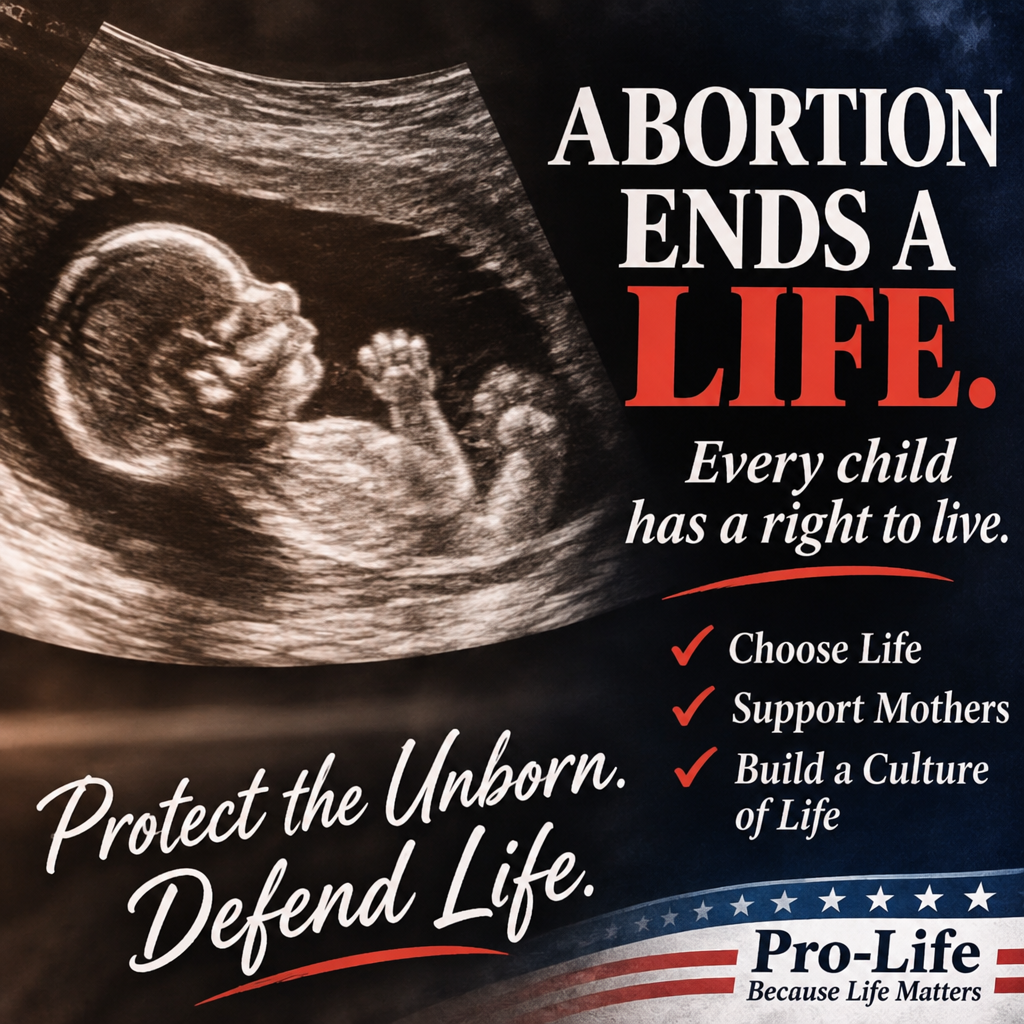 ABORTION
ENDS A
LIFE.
Every child
has a right to live.
Choose Life
Support Mothers
Build a Culture
of Life
Protect the Unborn.
Defend Life.
Pro-Life
Because Life Matters